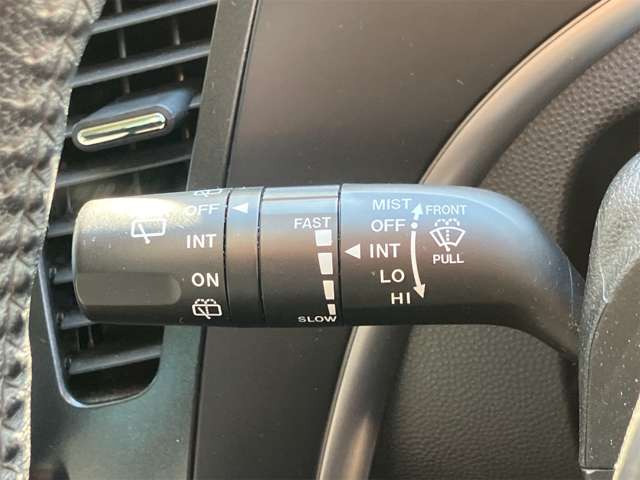 OFF
INT
ON
FAST
SLOW
MIST
OFF
INT
LO
HI
FRONT
PULL